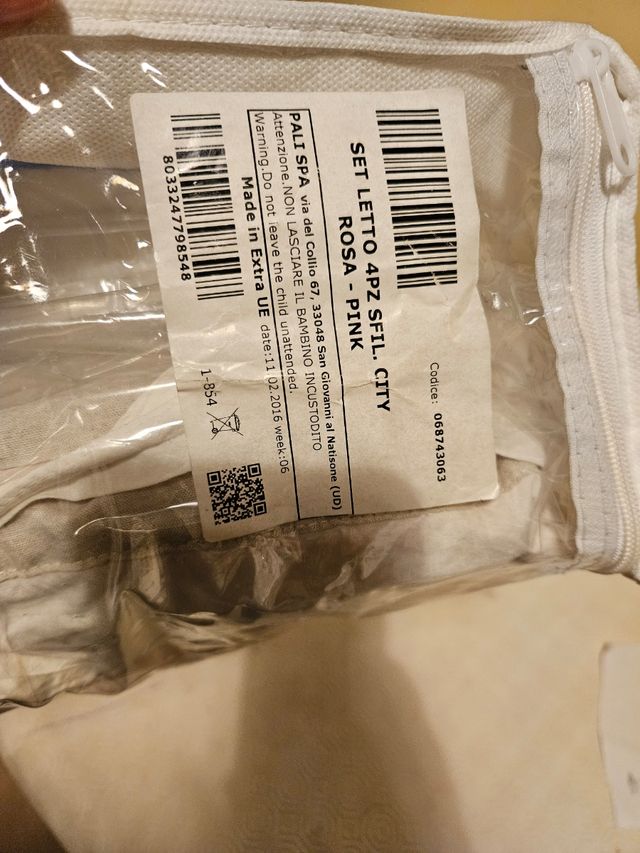 Codice: 068743063
SET LETTO 4PZ SFIL. CITY
ROSA - PINK
PALI SPA via del Collio 67, 33048 San Giovanni al Natisone (UD)
Attenzione.NON LASCIARE IL BAMBINO INCUSTODITO
Warning.Do not leave the child unattended.
Made in Extra UE date:11 02.2016 week:06
8033247798548
1-854